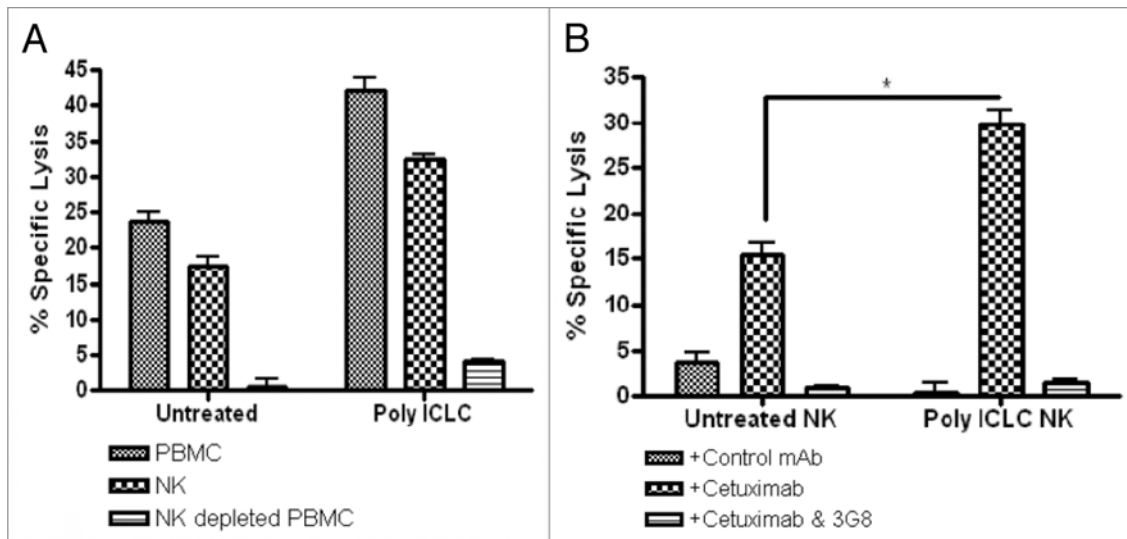 A
% Specific Lysis
45
40
35
30
25
20
15
10
5
0
Untreated
Poly ICLC
PBMC
NK
NK depleted PBMC
B
% Specific Lysis
35
30
25
20
15
10
5
0
*
Untreated NK
Poly ICLC NK
+Control mAb
+Cetuximab
+Cetuximab & 3G8